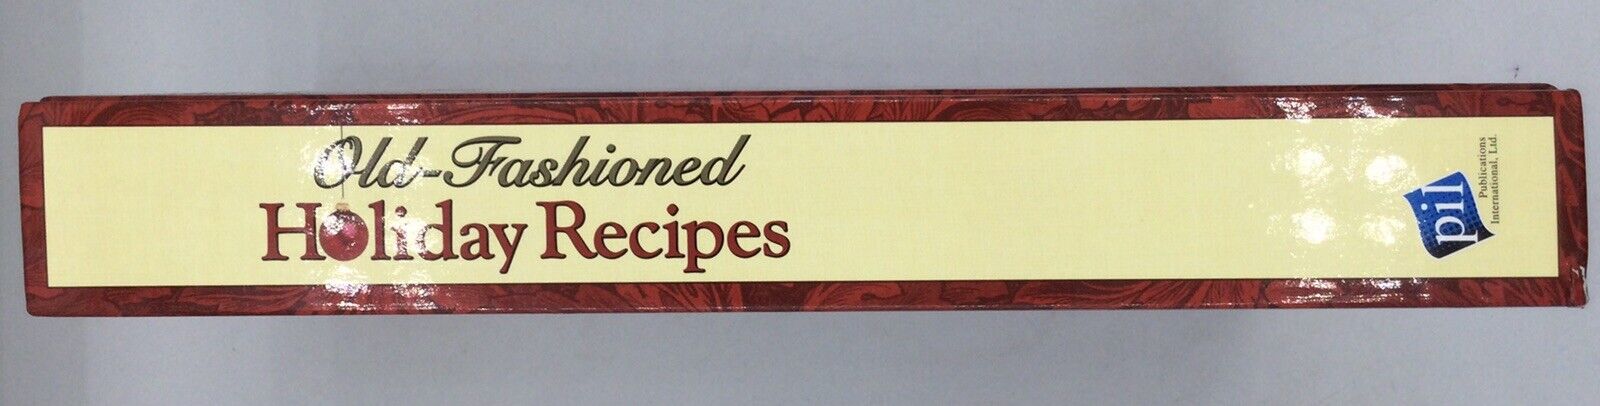 Old-Fashioned
Holiday Recipes
pil
Publications
International, Ltd.